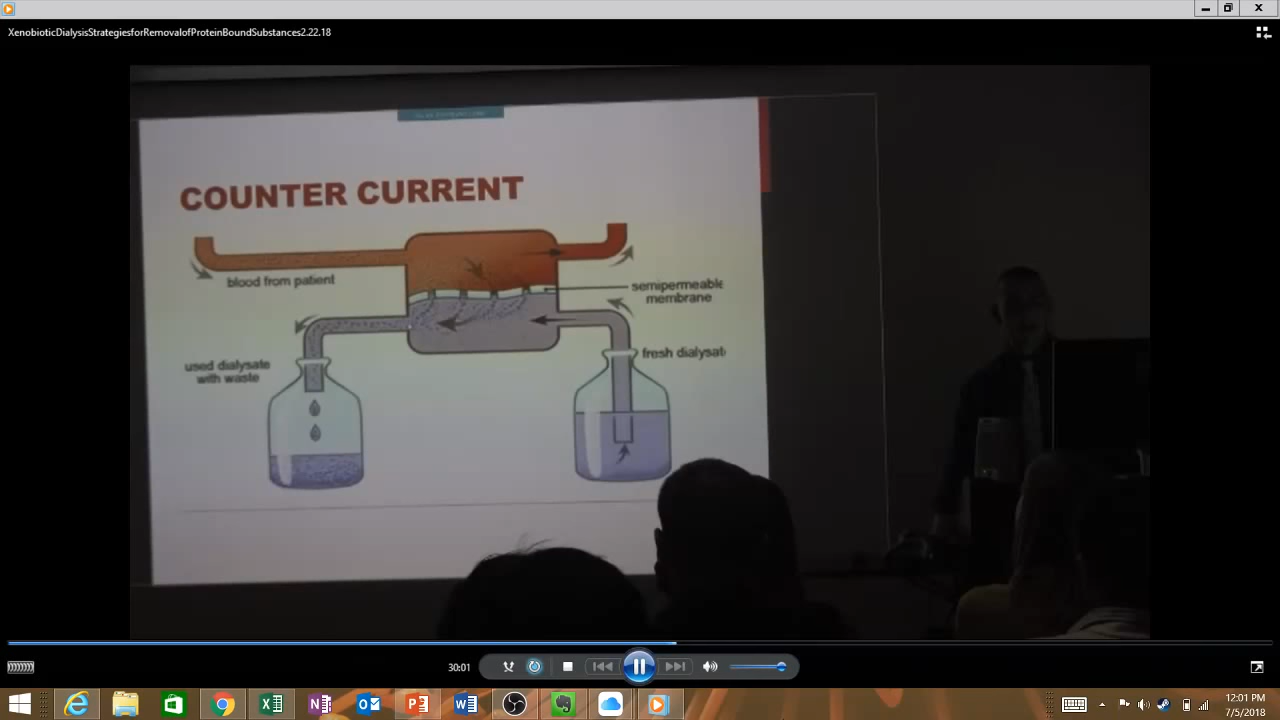 XenobioticDialysisStrategiesforRemovalofProteinBoundSubstances2.22.18
COUNTER CURRENT
blood from patient
semipermeable
membrane
used dialysate
with waste
fresh dialysat
30:01
12:01 PM
7/5/2018